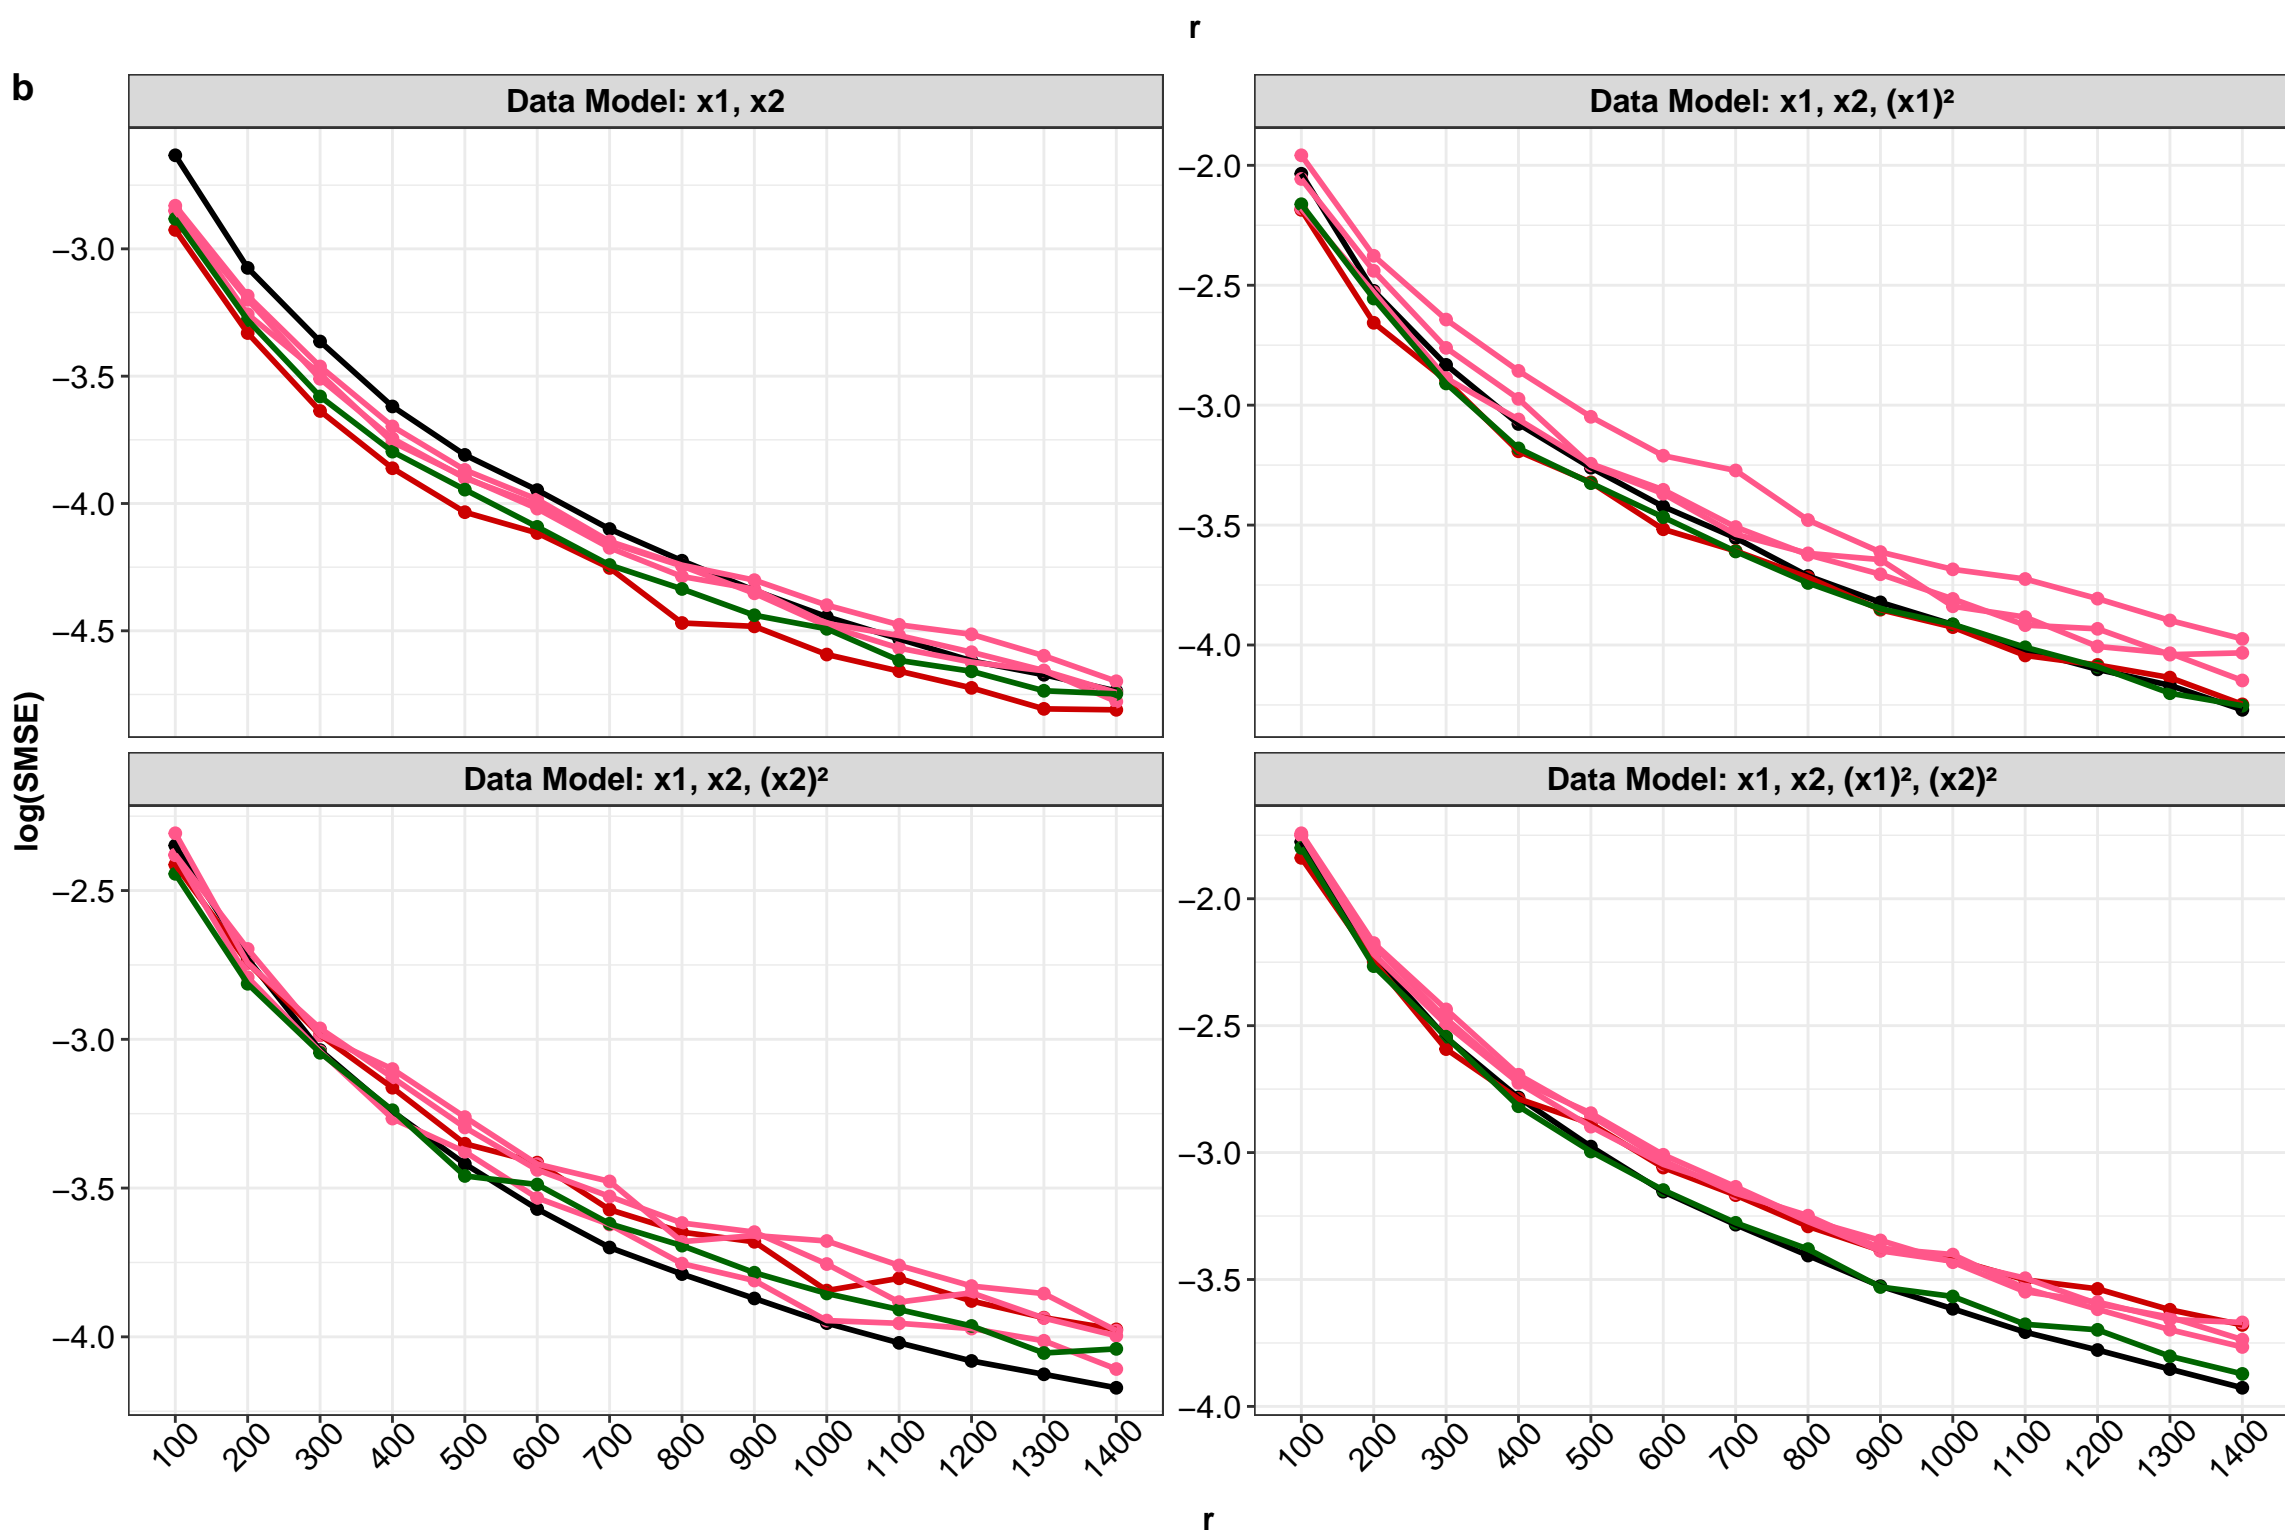 r
b
Data Model: x1, x2
Data Model: x1, x2, (x1)²
−3.0
−3.5
−4.0
−4.5
−2.0
−2.5
−3.0
−3.5
−4.0
log(SMSE)
Data Model: x1, x2, (x2)²
Data Model: x1, x2, (x1)², (x2)²
−2.5
−3.0
−3.5
−4.0
−2.0
−2.5
−3.0
−3.5
−4.0
100 200 300 400 500 600 700 800 900 1000 1100 1200 1300 1400
100 200 300 400 500 600 700 800 900 1000 1100 1200 1300 1400
r